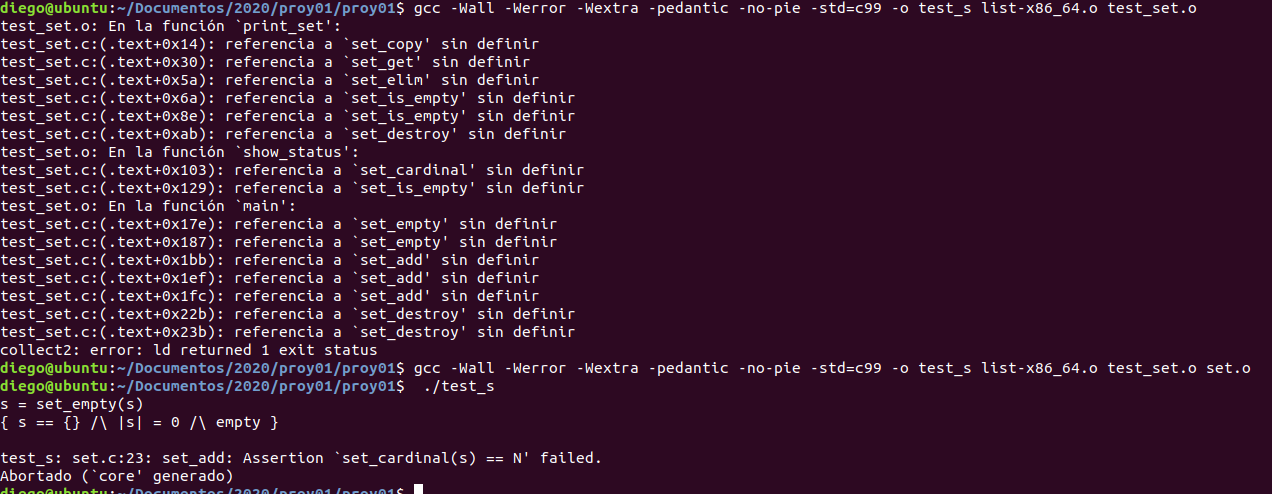 diego@ubuntu:~/Documentos/2020/proy01/proy01$ gcc -Wall -Werror -Wextra -pedantic -no-pie -std=c99 -o test_s list-x86_64.o test_set.o
test_set.o: En la función `print_set':
test_set.c:(.text+0x14): referencia a `set_copy' sin definir
test_set.c:(.text+0x30): referencia a `set_get' sin definir
test_set.c:(.text+0x5a): referencia a `set_elim' sin definir
test_set.c:(.text+0x6a): referencia a `set_is_empty' sin definir
test_set.c:(.text+0x8e): referencia a `set_is_empty' sin definir
test_set.c:(.text+0xab): referencia a `set_destroy' sin definir
test_set.o: En la función `show_status':
test_set.c:(.text+0x103): referencia a `set_cardinal' sin definir
test_set.c:(.text+0x129): referencia a `set_is_empty' sin definir
test_set.o: En la función `main':
test_set.c:(.text+0x17e): referencia a `set_empty' sin definir
test_set.c:(.text+0x187): referencia a `set_empty' sin definir
test_set.c:(.text+0x1bb): referencia a `set_add' sin definir
test_set.c:(.text+0x1ef): referencia a `set_add' sin definir
test_set.c:(.text+0x1fc): referencia a `set_add' sin definir
test_set.c:(.text+0x22b): referencia a `set_destroy' sin definir
test_set.c:(.text+0x23b): referencia a `set_destroy' sin definir
collect2: error: ld returned 1 exit status
diego@ubuntu:~/Documentos/2020/proy01/proy01$ gcc -Wall -Werror -Wextra -pedantic -no-pie -std=c99 -o test_s list-x86_64.o test_set.o set.o
diego@ubuntu:~/Documentos/2020/proy01/proy01$  ./test_s
s = set_empty(s)
{ s == {} /\ |s| = 0 /\ empty }
test_s: set.c:23: set_add: Assertion `set_cardinal(s) == N' failed.
Abortado (`core' generado)
diego@ubuntu:~/Documentos/2020/proy01/proy01$